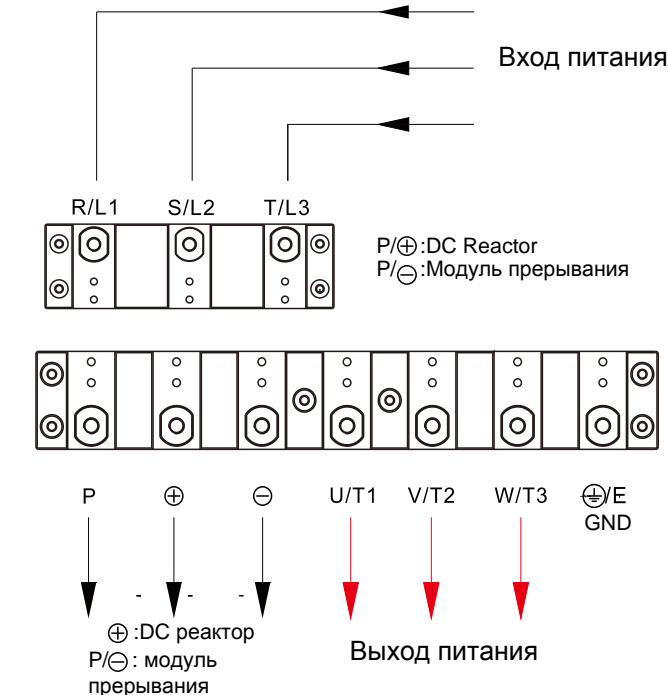 Вход питания
R/L1 S/L2 T/L3
P/⊕:DC Reactor
P/⊖:Модуль прерывания
P ⊕ ⊖ U/T1 V/T2 W/T3 ⏚/E
GND
- - -
⊕ :DC реактор
P/⊖ : модуль
прерывания
Выход питания